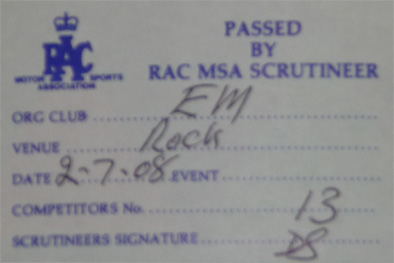 RAC
MOTOR SPORTS
ASSOCIATION
PASSED
BY
RAC MSA SCRUTINEER
ORG CLUB EM
VENUE Rock
DATE 2-7-08 EVENT
COMPETITORS No. 13
SCRUTINEERS SIGNATURE